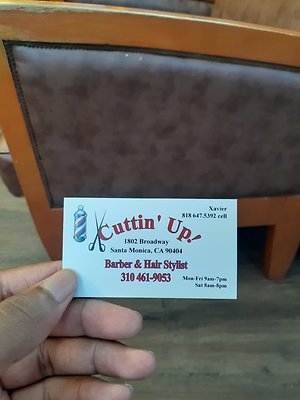 Xavier
818 647.5392 cell
Cuttin' Up!
1802 Broadway
Santa Monica, CA 90404
Barber & Hair Stylist
310 461-9053
Mon-Fri 9am-7pm
Sat 8am-8pm